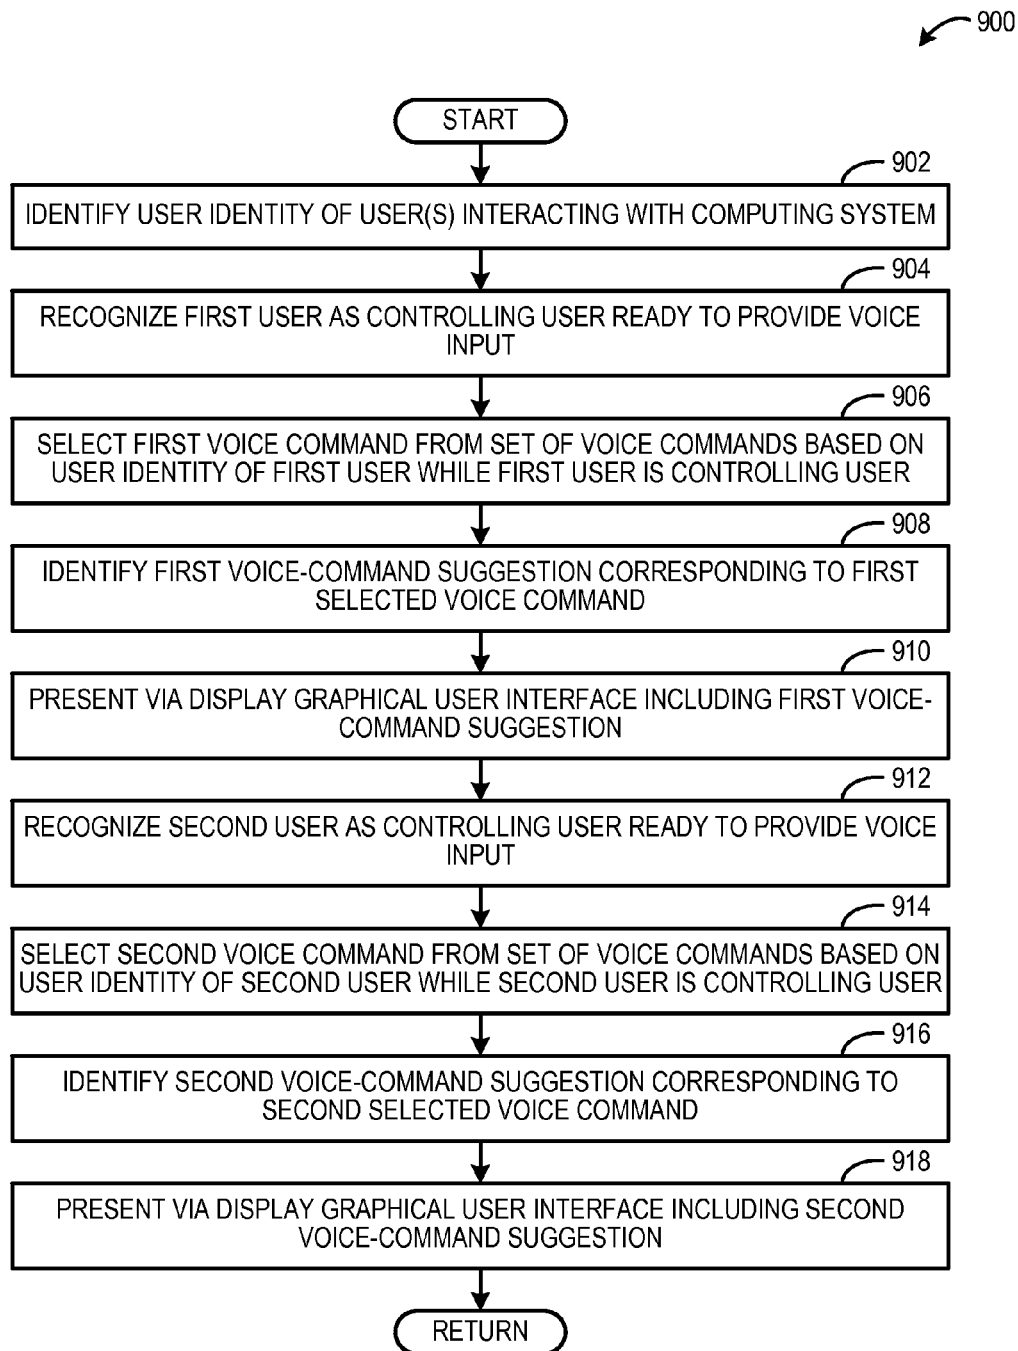 900
START
902
IDENTIFY USER IDENTITY OF USER(S) INTERACTING WITH COMPUTING SYSTEM
904
RECOGNIZE FIRST USER AS CONTROLLING USER READY TO PROVIDE VOICE
INPUT
906
SELECT FIRST VOICE COMMAND FROM SET OF VOICE COMMANDS BASED ON
USER IDENTITY OF FIRST USER WHILE FIRST USER IS CONTROLLING USER
908
IDENTIFY FIRST VOICE-COMMAND SUGGESTION CORRESPONDING TO FIRST
SELECTED VOICE COMMAND
910
PRESENT VIA DISPLAY GRAPHICAL USER INTERFACE INCLUDING FIRST VOICE-
COMMAND SUGGESTION
912
RECOGNIZE SECOND USER AS CONTROLLING USER READY TO PROVIDE VOICE
INPUT
914
SELECT SECOND VOICE COMMAND FROM SET OF VOICE COMMANDS BASED ON
USER IDENTITY OF SECOND USER WHILE SECOND USER IS CONTROLLING USER
916
IDENTIFY SECOND VOICE-COMMAND SUGGESTION CORRESPONDING TO
SECOND SELECTED VOICE COMMAND
918
PRESENT VIA DISPLAY GRAPHICAL USER INTERFACE INCLUDING SECOND
VOICE-COMMAND SUGGESTION
RETURN